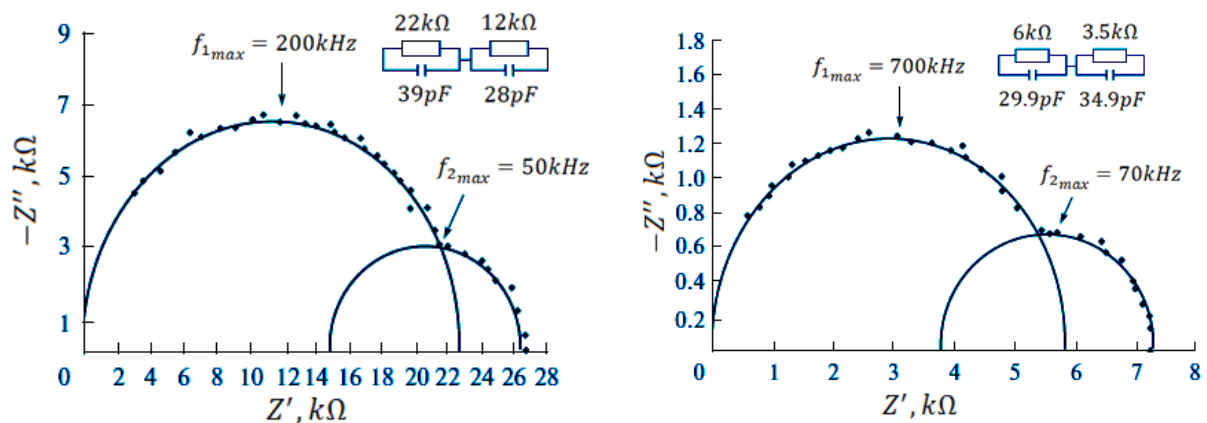 22kΩ 12kΩ
39pF 28pF
f₁ₘₐₓ = 200kHz
f₂ₘₐₓ = 50kHz
−Z″, kΩ
9
7
5
3
1
0 2 4 6 8 10 12 14 16 18 20 22 24 26 28
Z′, kΩ
6kΩ 3.5kΩ
29.9pF 34.9pF
f₁ₘₐₓ = 700kHz
f₂ₘₐₓ = 70kHz
−Z″, kΩ
1.8
1.6
1.4
1.2
1.0
0.8
0.6
0.4
0.2
0 1 2 3 4 5 6 7 8
Z′, kΩ